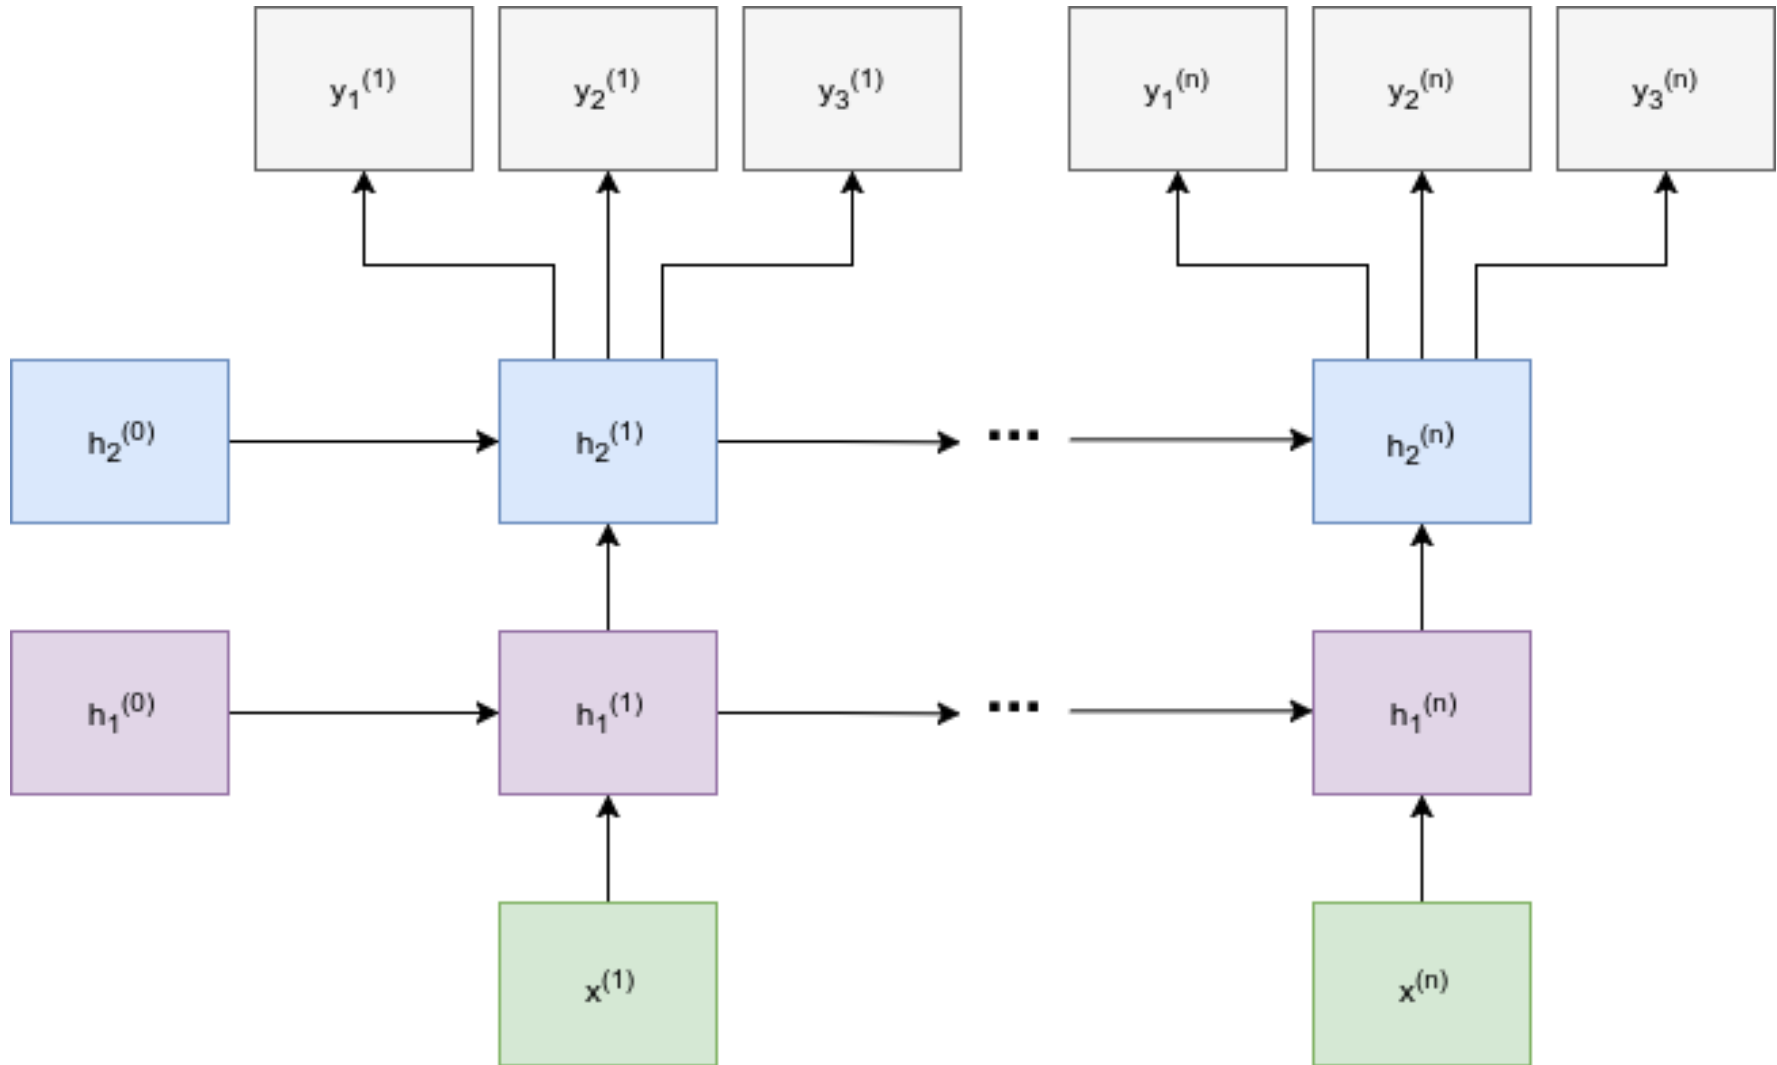 y₁⁽¹⁾ y₂⁽¹⁾ y₃⁽¹⁾ y₁⁽ⁿ⁾ y₂⁽ⁿ⁾ y₃⁽ⁿ⁾
h₂⁽⁰⁾ h₂⁽¹⁾ ... h₂⁽ⁿ⁾
h₁⁽⁰⁾ h₁⁽¹⁾ ... h₁⁽ⁿ⁾
x⁽¹⁾ x⁽ⁿ⁾